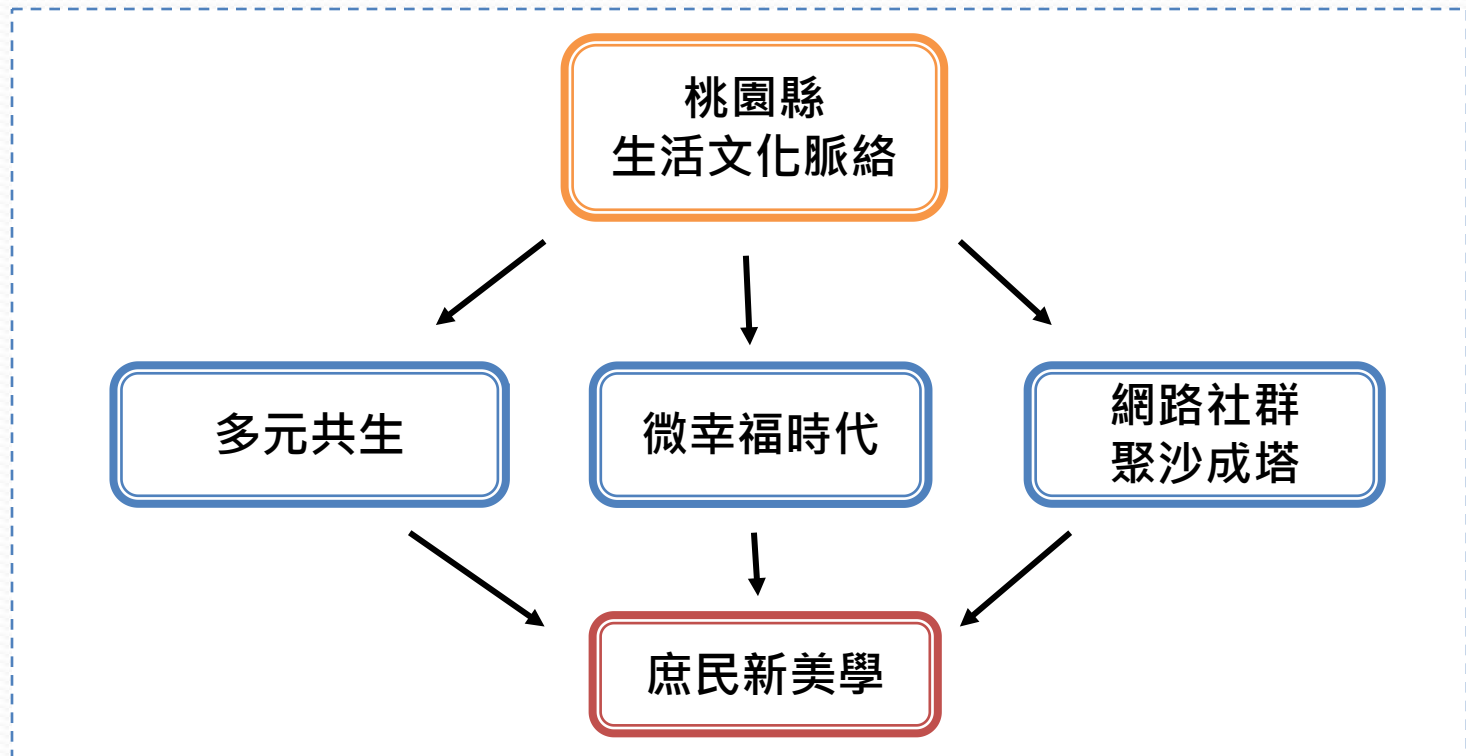 桃園縣
生活文化脈絡
多元共生
微幸福時代
網路社群
聚沙成塔
庶民新美學